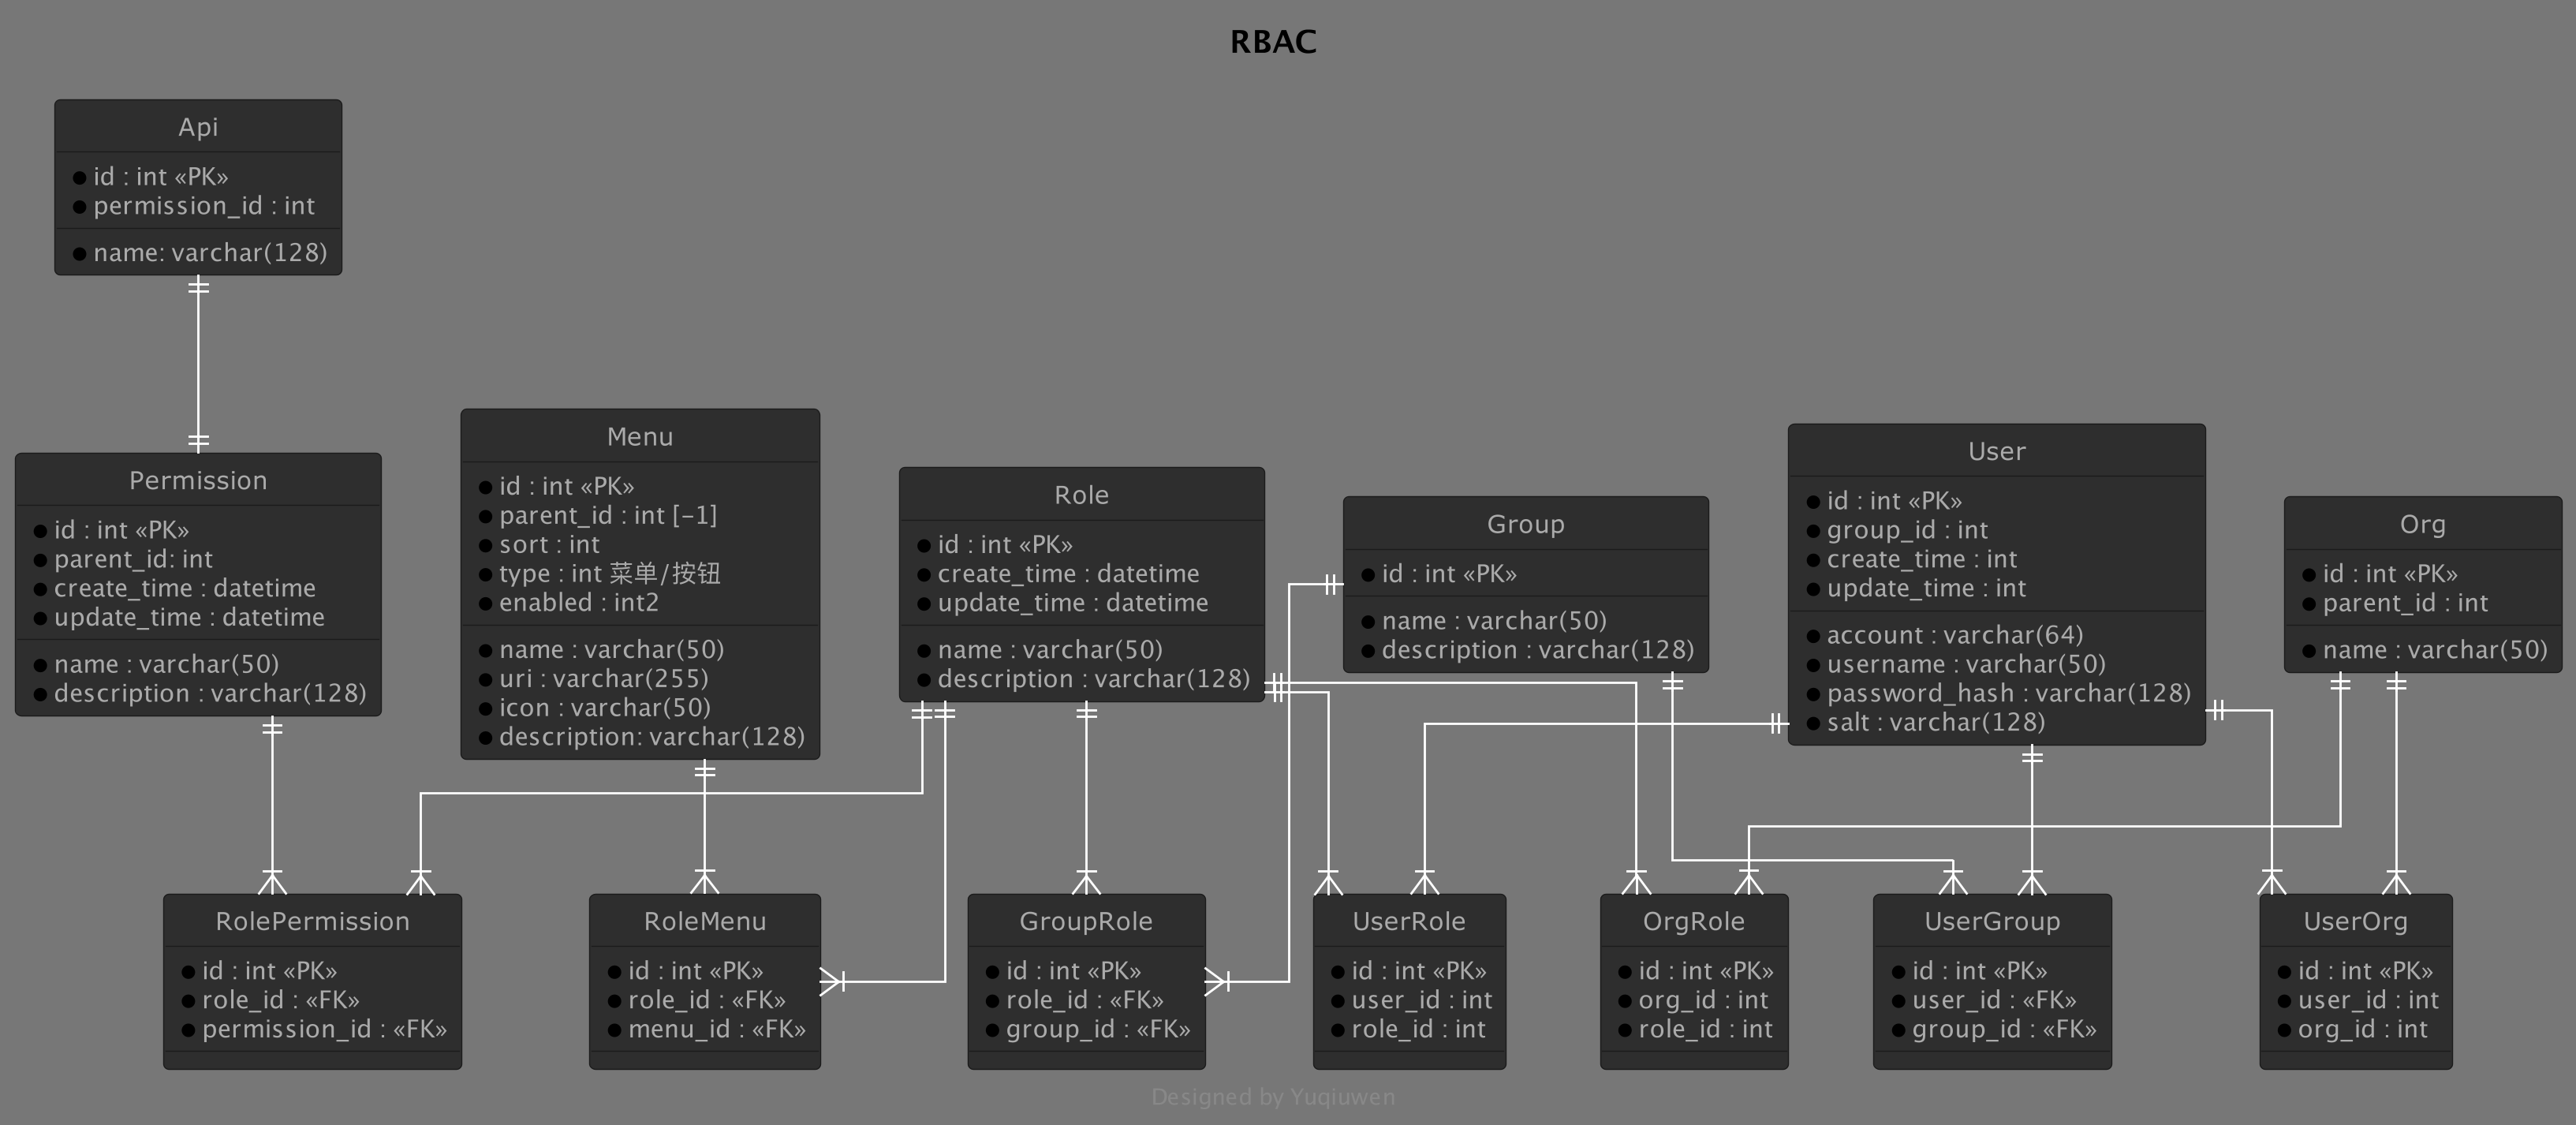 RBAC
Api
id : int «PK»
permission_id : int
name: varchar(128)
Permission
id : int «PK»
parent_id: int
create_time : datetime
update_time : datetime
name : varchar(50)
description : varchar(128)
Menu
id : int «PK»
parent_id : int [-1]
sort : int
type : int 菜单/按钮
enabled : int2
name : varchar(50)
uri : varchar(255)
icon : varchar(50)
description: varchar(128)
Role
id : int «PK»
create_time : datetime
update_time : datetime
name : varchar(50)
description : varchar(128)
Group
id : int «PK»
name : varchar(50)
description : varchar(128)
User
id : int «PK»
group_id : int
create_time : int
update_time : int
account : varchar(64)
username : varchar(50)
password_hash : varchar(128)
salt : varchar(128)
Org
id : int «PK»
parent_id : int
name : varchar(50)
RolePermission
id : int «PK»
role_id : «FK»
permission_id : «FK»
RoleMenu
id : int «PK»
role_id : «FK»
menu_id : «FK»
GroupRole
id : int «PK»
role_id : «FK»
group_id : «FK»
UserRole
id : int «PK»
user_id : int
role_id : int
OrgRole
id : int «PK»
org_id : int
role_id : int
UserGroup
id : int «PK»
user_id : «FK»
group_id : «FK»
UserOrg
id : int «PK»
user_id : int
org_id : int
Designed by Yuqiuwen